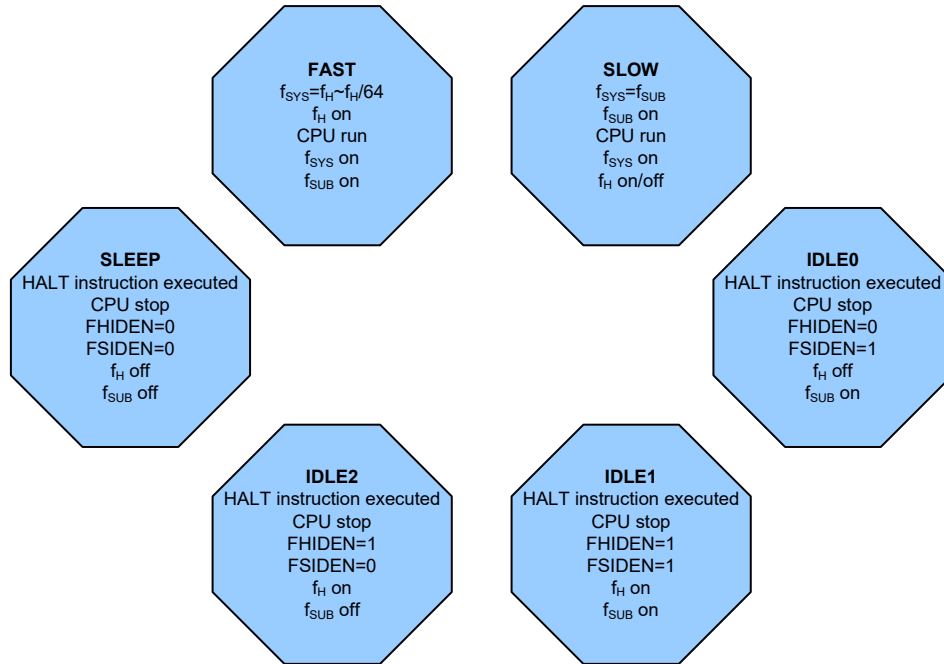 FAST
fSYS=fH~fH/64
fH on
CPU run
fSYS on
fSUB on
SLOW
fSYS=fSUB
fSUB on
CPU run
fSYS on
fH on/off
SLEEP
HALT instruction executed
CPU stop
FHIDEN=0
FSIDEN=0
fH off
fSUB off
IDLE0
HALT instruction executed
CPU stop
FHIDEN=0
FSIDEN=1
fH off
fSUB on
IDLE2
HALT instruction executed
CPU stop
FHIDEN=1
FSIDEN=0
fH on
fSUB off
IDLE1
HALT instruction executed
CPU stop
FHIDEN=1
FSIDEN=1
fH on
fSUB on